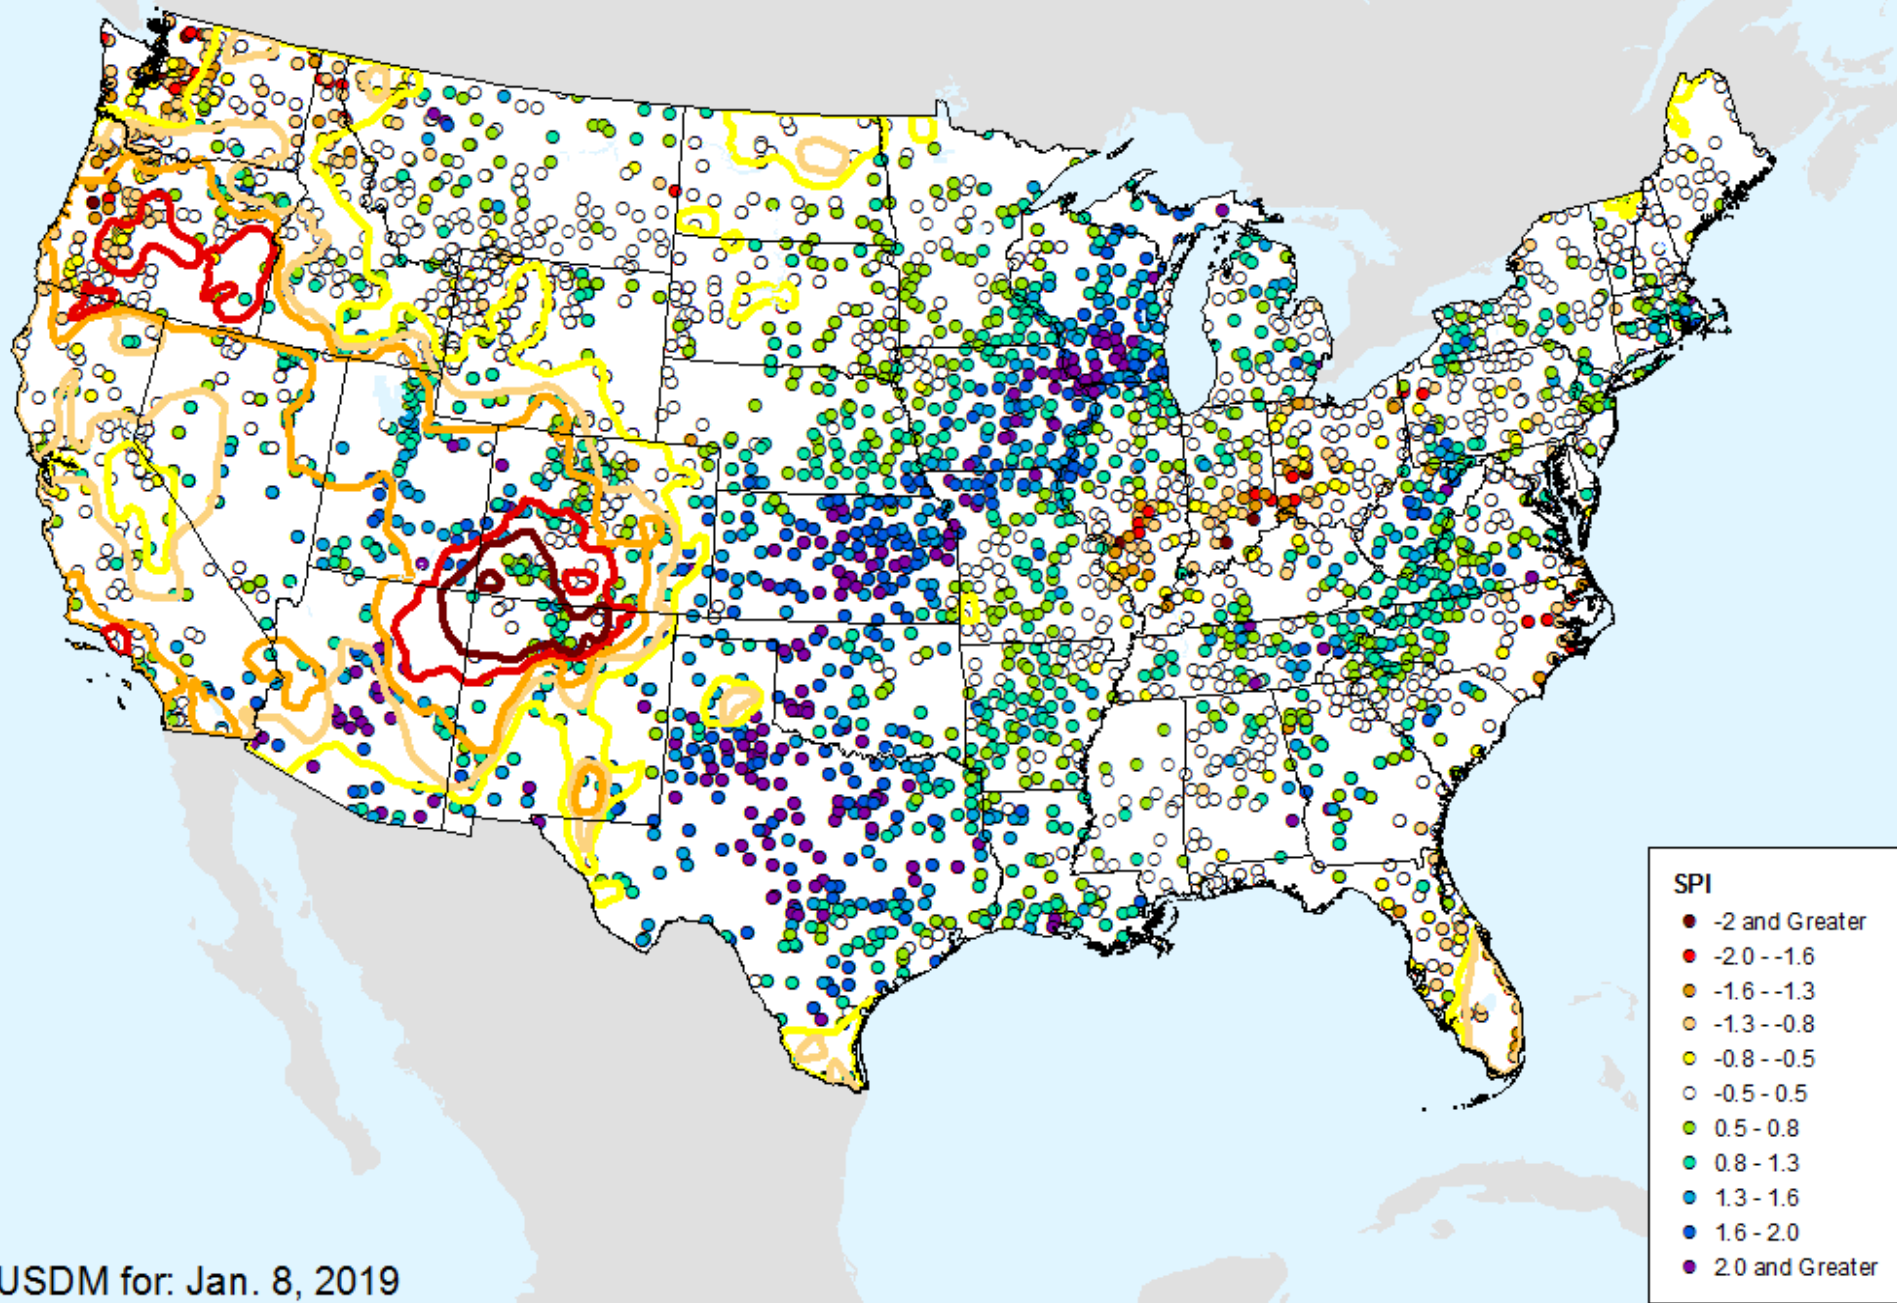 SPI
-2 and Greater
-2.0 - -1.6
-1.6 - -1.3
-1.3 - -0.8
-0.8 - -0.5
-0.5 - 0.5
0.5 - 0.8
0.8 - 1.3
1.3 - 1.6
1.6 - 2.0
2.0 and Greater
USDM for: Jan. 8, 2019